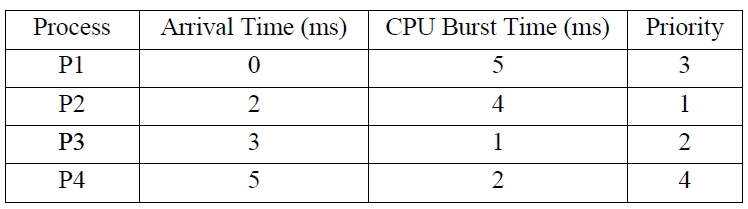 Process Arrival Time (ms) CPU Burst Time (ms) Priority
P1 0 5 3
P2 2 4 1
P3 3 1 2
P4 5 2 4